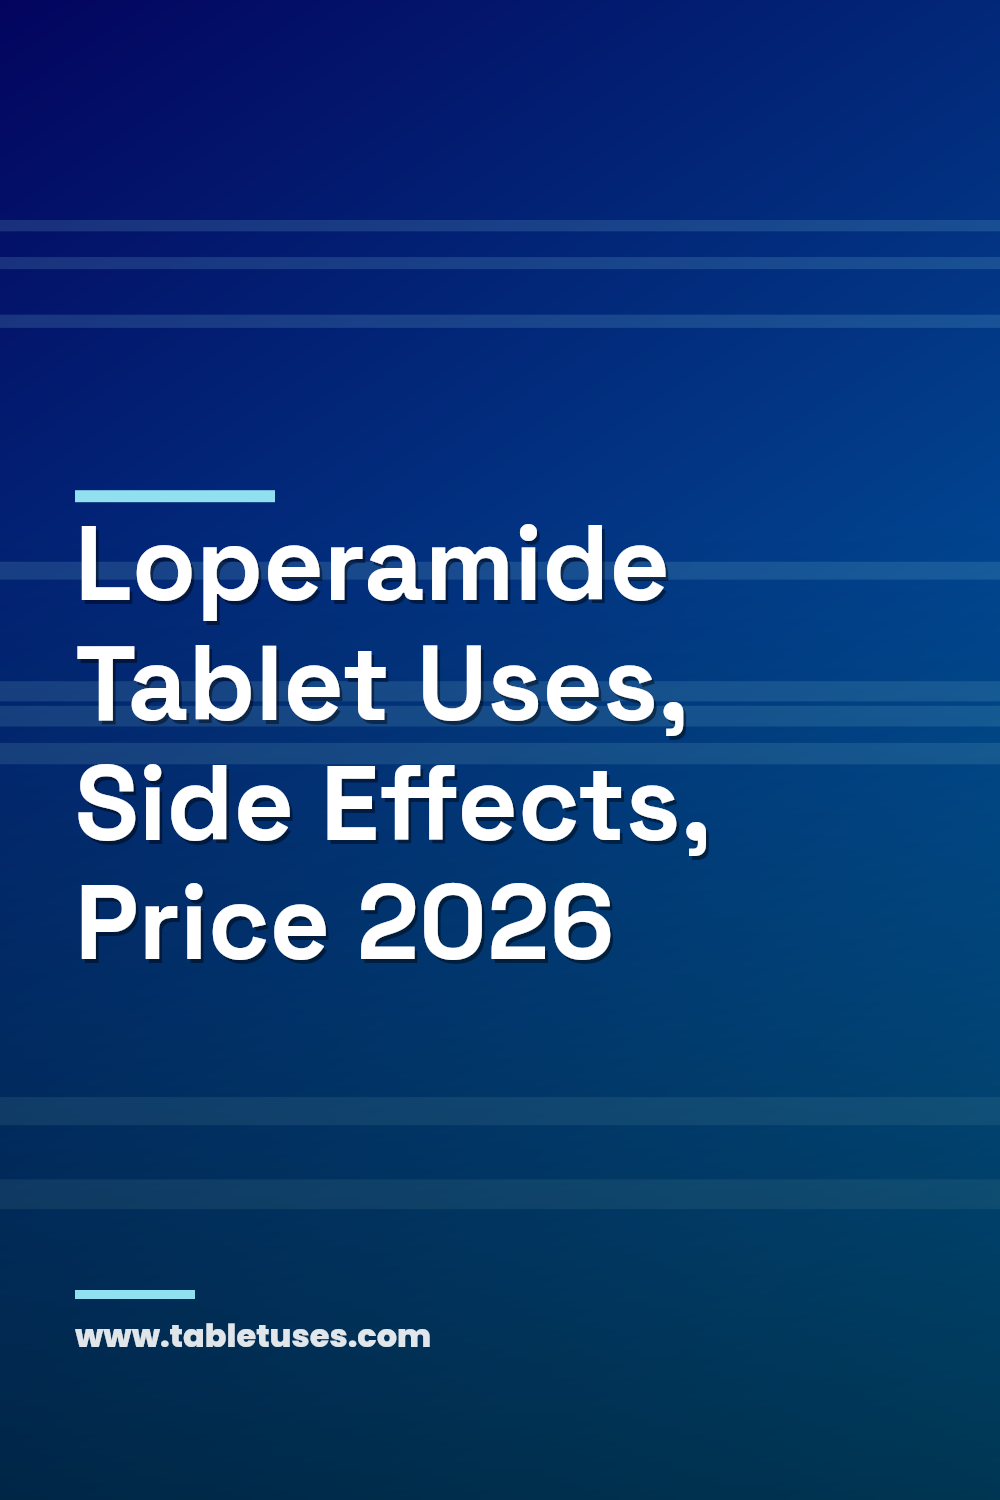 Loperamide
Tablet Uses,
Side Effects,
Price 2026
www.tabletuses.com